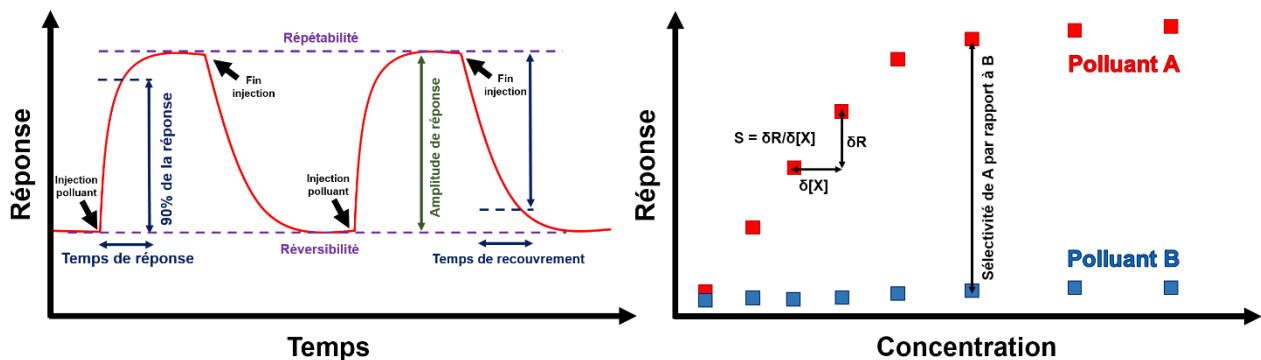 Réponse
Répétabilité
Injection
polluant
90% de la réponse
Fin
injection
Injection
polluant
Amplitude de réponse
Fin
injection
Réversibilité
Temps de réponse
Temps de recouvrement
Temps
Réponse
Polluant A
S = δR/δ[X]
δR
δ[X]
Sélectivité de A par rapport à B
Polluant B
Concentration